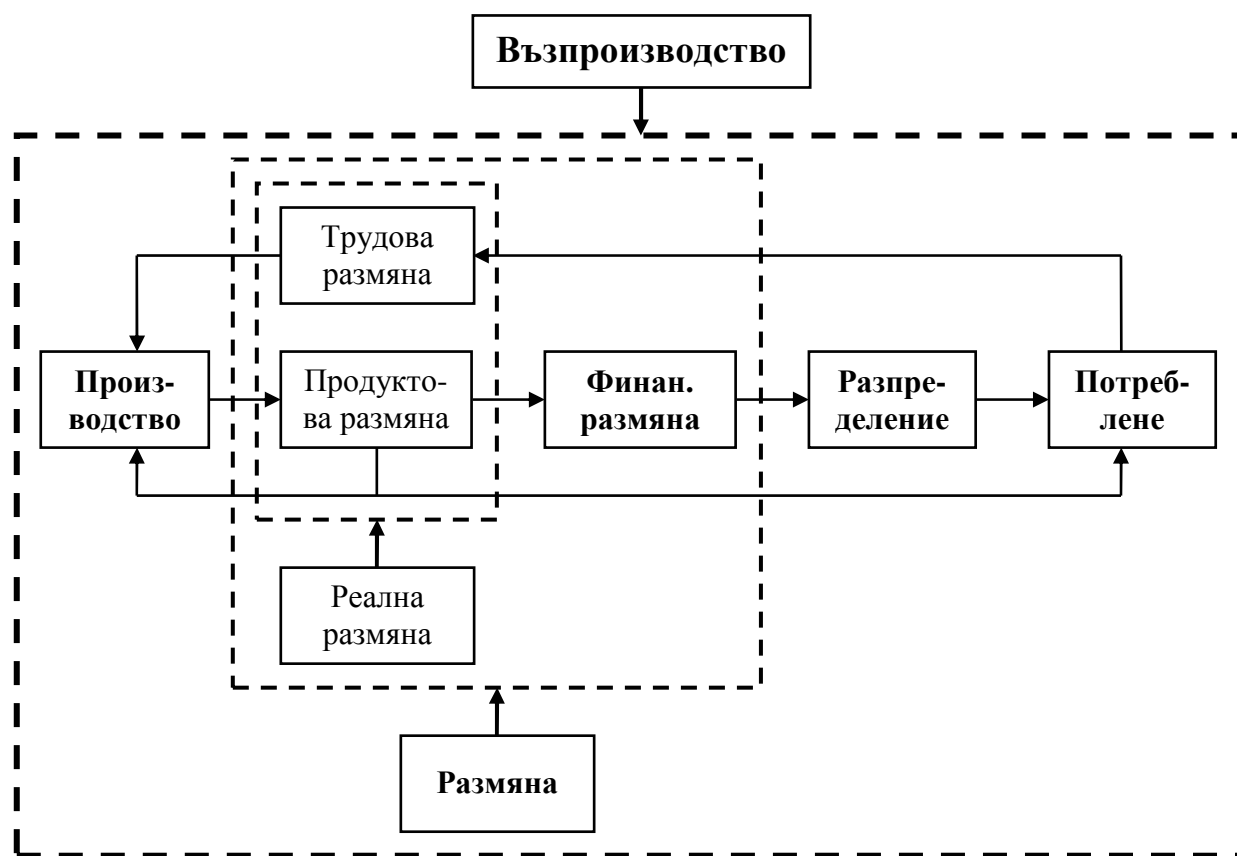 Възпроизводство
Трудова
размяна
Произ-
водство
Продукто-
ва размяна
Финан.
размяна
Разпре-
деление
Потреб-
лене
Реална
размяна
Размяна